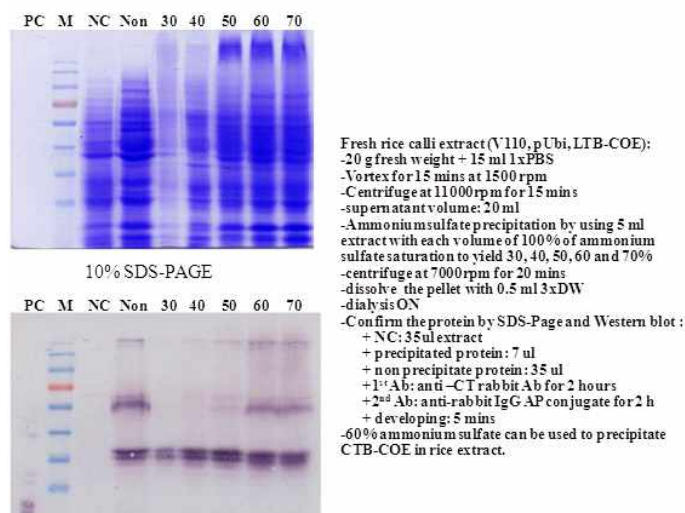 PC M NC Non 30 40 50 60 70
10% SDS-PAGE
PC M NC Non 30 40 50 60 70
Fresh rice calli extract (V110, pUbi, LTB-COE):
-20 g fresh weight + 15 ml 1xPBS
-Vortex for 15 mins at 1500 rpm
-Centrifuge at 11000rpm for 15 mins
-supernatant volume: 20 ml
-Ammonium sulfate precipitation by using 5 ml
extract with each volume of 100% of ammonium
sulfate saturation to yield 30, 40, 50, 60 and 70%
-centrifuge at 7000rpm for 20 mins
-dissolve the pellet with 0.5 ml 3xDW
-dialysis ON
-Confirm the protein by SDS-Page and Western blot :
+ NC: 35ul extract
+ precipitated protein: 7 ul
+ non precipitate protein: 35 ul
+1st Ab: anti –CT rabbit Ab for 2 hours
+2nd Ab: anti-rabbit IgG AP conjugate for 2 h
+ developing: 5 mins
-60% ammonium sulfate can be used to precipitate
CTB-COE in rice extract.